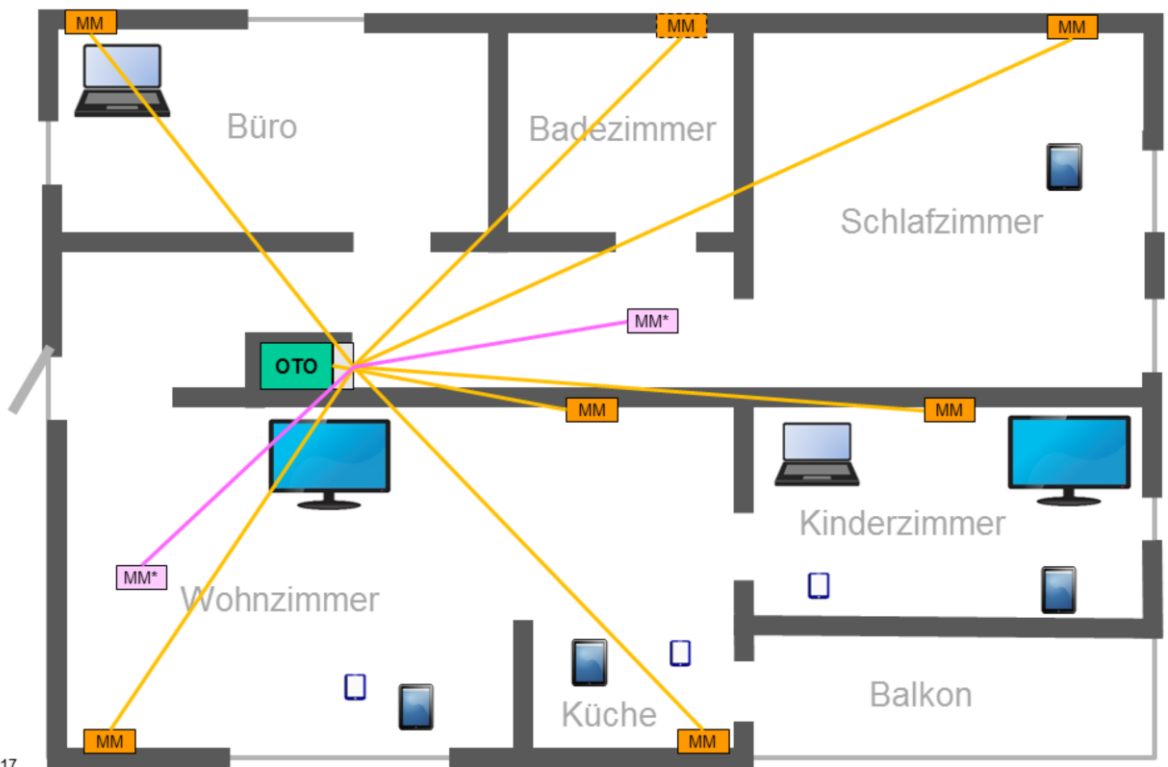 MM
MM
MM
Büro
Badezimmer
Schlafzimmer
MM*
OTO
MM
MM
Kinderzimmer
MM*
Wohnzimmer
Balkon
Küche
MM
MM
17